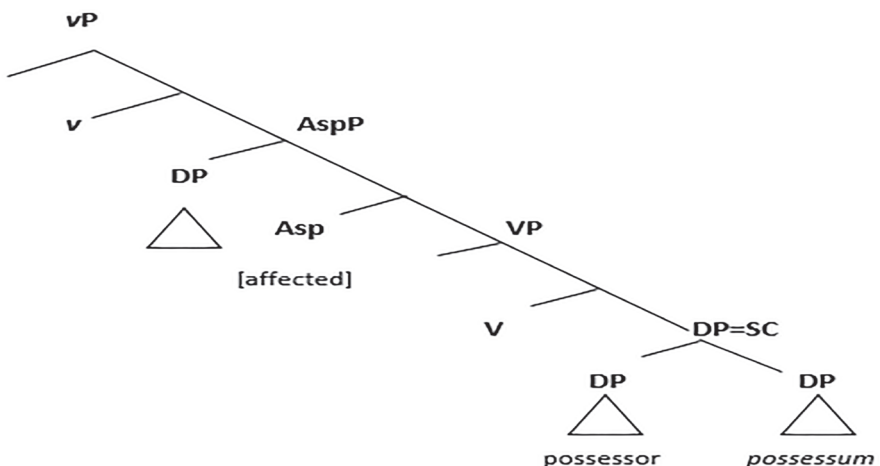 vP
v
AspP
DP
Asp
[affected]
VP
V
DP=SC
DP DP
possessor possessum